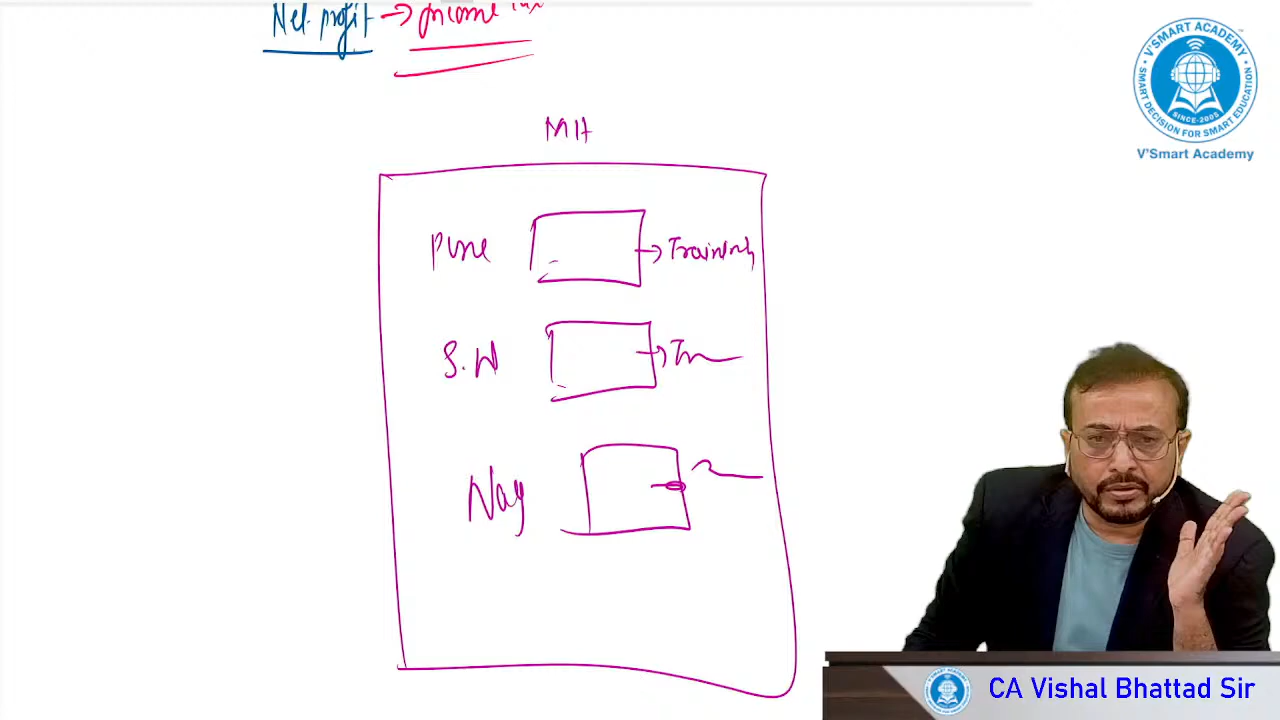 Net profit → Income tax
MH
Pune → Training
S.N
Nag
V'SMART ACADEMY
SMART DECISION FOR SMART EDUCATION
SINCE-2005
V'Smart Academy
CA Vishal Bhattad Sir